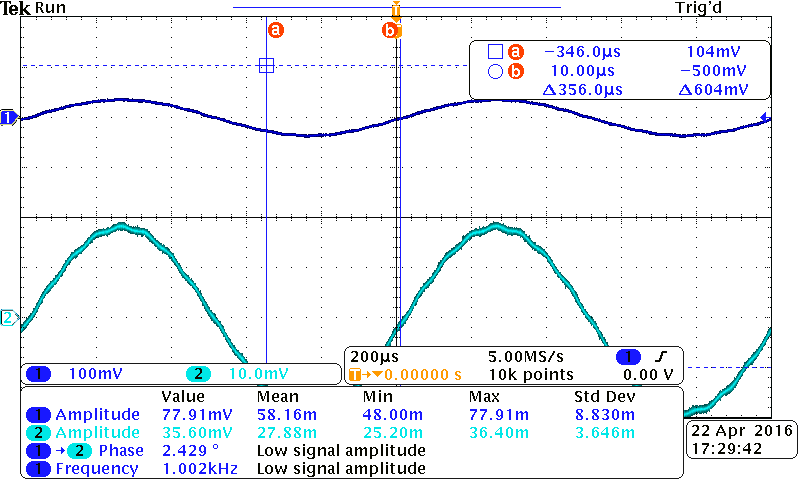 Tek Run Trig'd
T
a b
a −346.0μs 104mV
b 10.00μs −500mV
Δ356.0μs Δ604mV
1
2
1 100mV 2 10.0mV
200μs 5.00MS/s 1
T→▼0.00000 s 10k points 0.00 V
Value Mean Min Max Std Dev
1 Amplitude 77.91mV 58.16m 48.00m 77.91m 8.830m
2 Amplitude 35.60mV 27.88m 25.20m 36.40m 3.646m
1 → 2 Phase 2.429 ° Low signal amplitude
1 Frequency 1.002kHz Low signal amplitude
22 Apr 2016
17:29:42